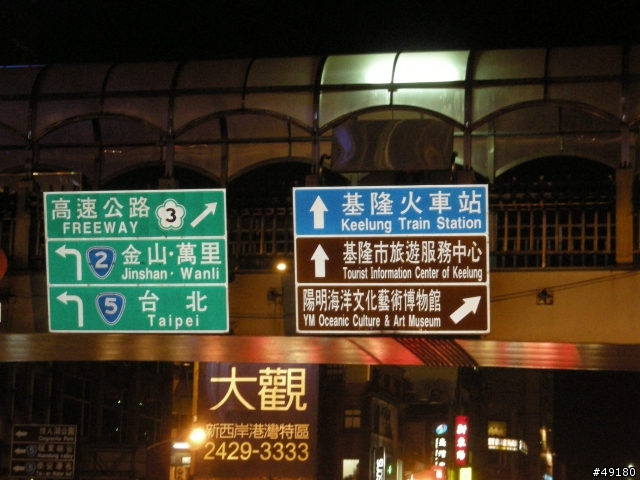 高速公路 3
FREEWAY
2 金山·萬里
Jinshan·Wanli
5 台北
Taipei
基隆火車站
Keelung Train Station
基隆市旅遊服務中心
Tourist Information Center of Keelung
陽明海洋文化藝術博物館
YM Oceanic Culture & Art Museum
大觀
新西岸港灣特區
2429-3333
#49180